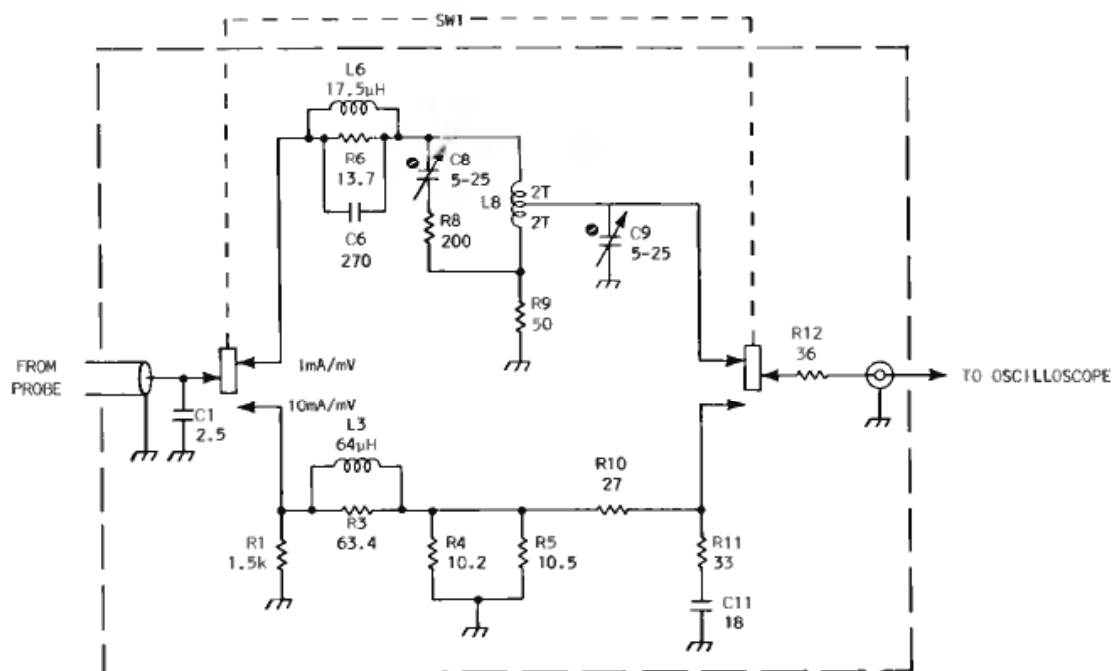 SW1
L6
17.5μH
R6
13.7
C6
270
C8
5-25
R8
200
L8
2T
2T
C9
5-25
R9
50
FROM
PROBE
C1
2.5
1mA/mV
10mA/mV
R12
36
TO OSCILLOSCOPE
L3
64μH
R3
63.4
R1
1.5k
R4
10.2
R5
10.5
R10
27
R11
33
C11
18